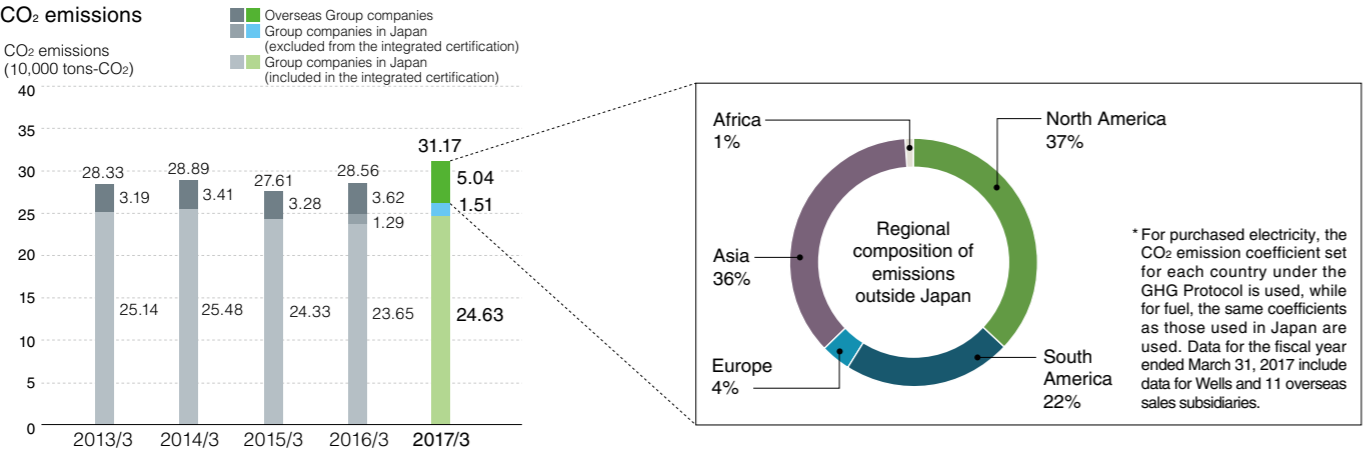 CO₂ emissions
CO₂ emissions
(10,000 tons-CO₂)
Overseas Group companies
Group companies in Japan
(excluded from the integrated certification)
Group companies in Japan
(included in the integrated certification)
40
35
30
25
20
15
10
5
0
28.33
3.19
25.14
28.89
3.41
25.48
27.61
3.28
24.33
28.56
3.62
1.29
23.65
31.17
5.04
1.51
24.63
2013/3
2014/3
2015/3
2016/3
2017/3
Africa
1%
North America
37%
Asia
36%
Europe
4%
South
America
22%
Regional
composition of
emissions
outside Japan
* For purchased electricity, the
CO₂ emission coefficient set
for each country under the
GHG Protocol is used, while
for fuel, the same coefficients
as those used in Japan are
used. Data for the fiscal year
ended March 31, 2017 include
data for Wells and 11 overseas
sales subsidiaries.